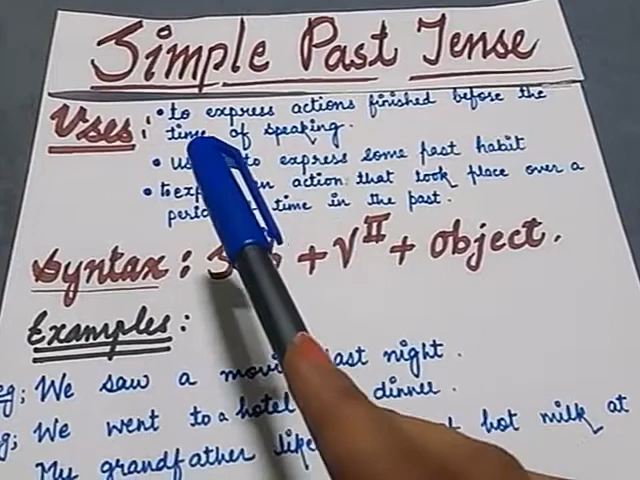 Simple Past Tense
Uses: • to express actions finished before the
time of speaking.
• to express some past habit
• an action that took place over a
time in the past.
Syntax: + V II + object.
Examples:
eg; We saw a last night.
We went to a hotel dinner.
My grandfather hot milk at